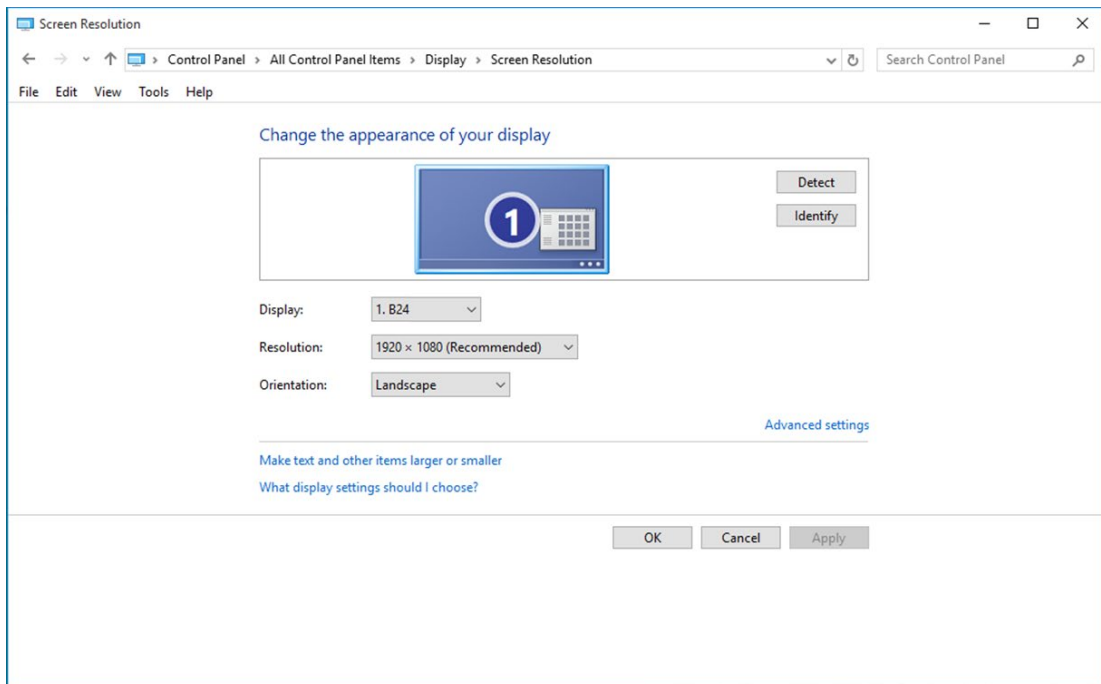 Screen Resolution
Control Panel > All Control Panel Items > Display > Screen Resolution
Search Control Panel
File Edit View Tools Help
Change the appearance of your display
1
Detect
Identify
Display: 1. B24
Resolution: 1920 × 1080 (Recommended)
Orientation: Landscape
Advanced settings
Make text and other items larger or smaller
What display settings should I choose?
OK Cancel Apply